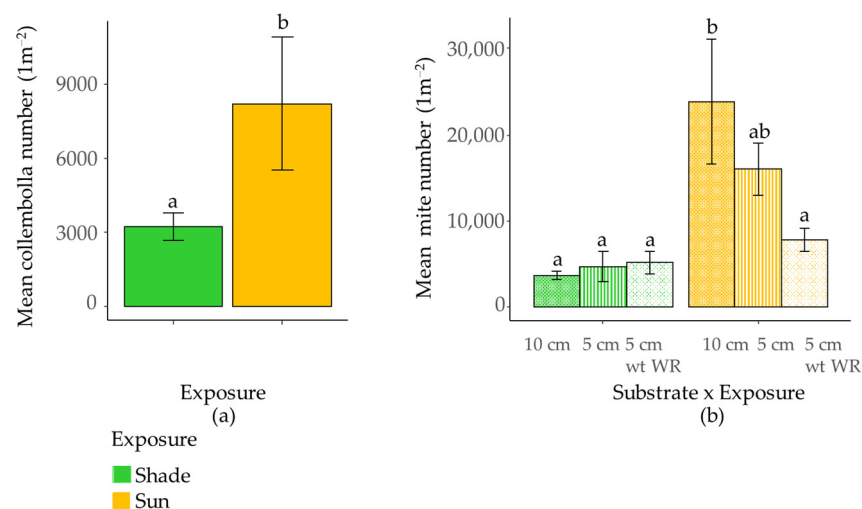 Mean collembolla number (1m⁻²)
9000
6000
3000
0
a
b
Exposure
(a)
Exposure
Shade
Sun
Mean mite number (1m⁻²)
30,000
20,000
10,000
0
a a a b ab a
10 cm 5 cm 5 cm 10 cm 5 cm 5 cm
wt WR wt WR
Substrate x Exposure
(b)